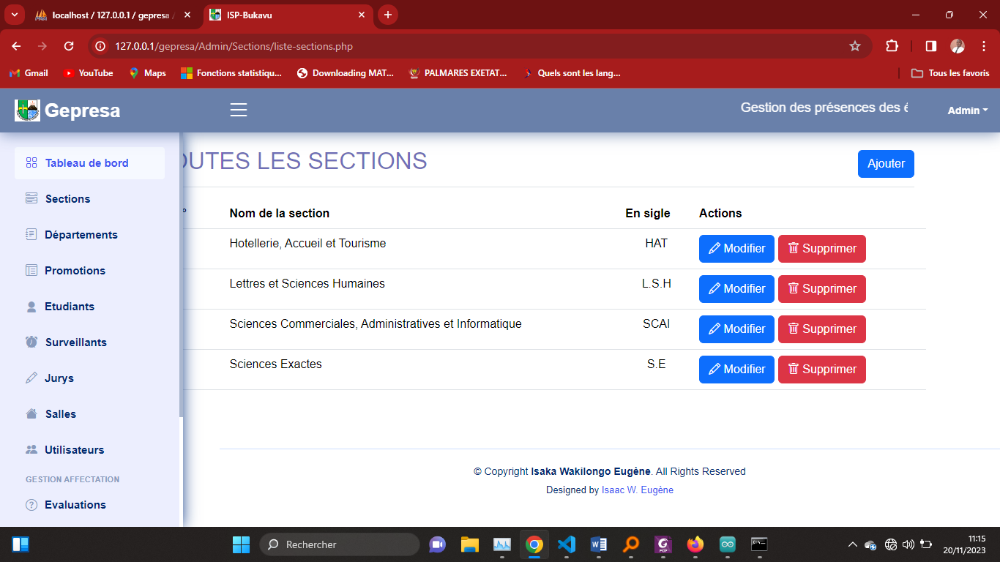 localhost / 127.0.0.1 / gepresa /
ISP-Bukavu
127.0.0.1/gepresa/Admin/Sections/liste-sections.php
Gmail
YouTube
Maps
Fonctions statistiqu...
Downloading MAT...
PALMARES EXETAT...
Quels sont les lang...
Tous les favoris
Gepresa
Gestion des présences des é
Admin
Tableau de bord
Sections
Départements
Promotions
Etudiants
Surveillants
Jurys
Salles
Utilisateurs
GESTION AFFECTATION
Evaluations
OUTES LES SECTIONS
Ajouter
° Nom de la section En sigle Actions
Hotellerie, Accueil et Tourisme HAT Modifier Supprimer
Lettres et Sciences Humaines L.S.H Modifier Supprimer
Sciences Commerciales, Administratives et Informatique SCAI Modifier Supprimer
Sciences Exactes S.E Modifier Supprimer
© Copyright Isaka Wakilongo Eugène. All Rights Reserved
Designed by Isaac W. Eugène
Rechercher
11:15
20/11/2023